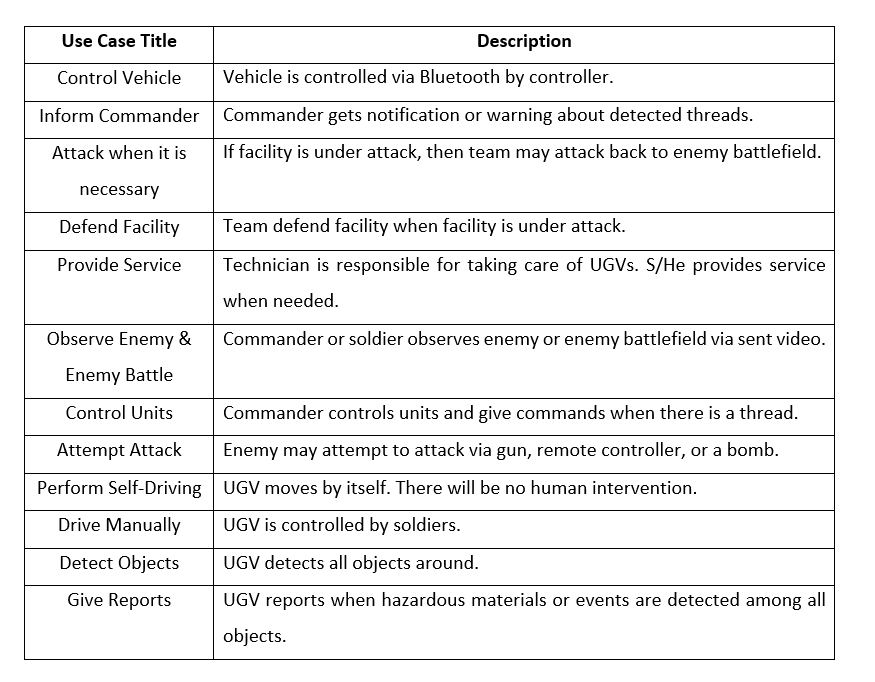 Use Case Title Description
Control Vehicle Vehicle is controlled via Bluetooth by controller.
Inform Commander Commander gets notification or warning about detected threads.
Attack when it is If facility is under attack, then team may attack back to enemy battlefield.
necessary
Defend Facility Team defend facility when facility is under attack.
Provide Service Technician is responsible for taking care of UGVs. S/He provides service
when needed.
Observe Enemy & Commander or soldier observes enemy or enemy battlefield via sent video.
Enemy Battle
Control Units Commander controls units and give commands when there is a thread.
Attempt Attack Enemy may attempt to attack via gun, remote controller, or a bomb.
Perform Self-Driving UGV moves by itself. There will be no human intervention.
Drive Manually UGV is controlled by soldiers.
Detect Objects UGV detects all objects around.
Give Reports UGV reports when hazardous materials or events are detected among all
objects.